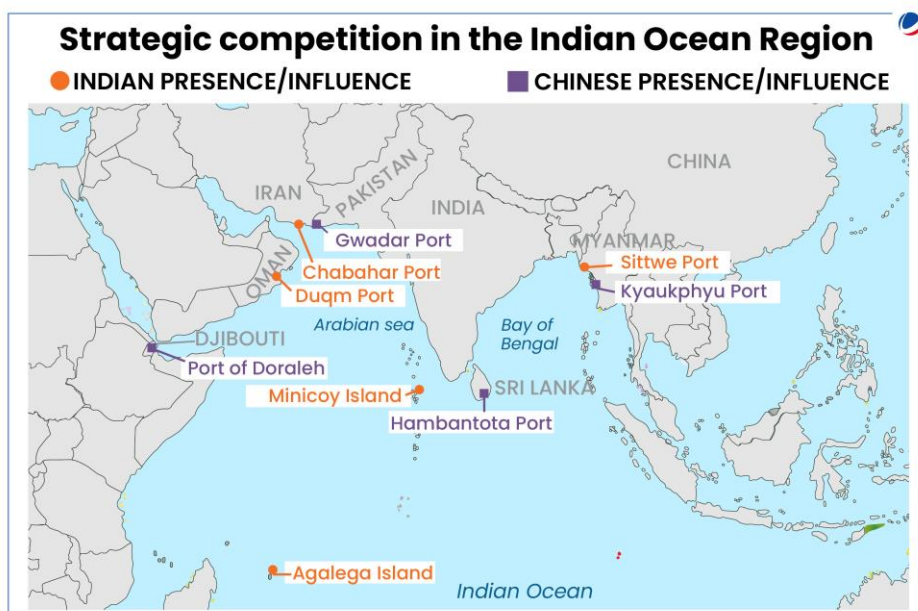 Strategic competition in the Indian Ocean Region
INDIAN PRESENCE/INFLUENCE
CHINESE PRESENCE/INFLUENCE
CHINA
IRAN
PAKISTAN
INDIA
Gwadar Port
MYANMAR
Sittwe Port
Chabahar Port
OMAN
Duqm Port
Kyaukphyu Port
Arabian sea
Bay of
Bengal
DJIBOUTI
Port of Doraleh
Minicoy Island
SRI LANKA
Hambantota Port
Agalega Island
Indian Ocean